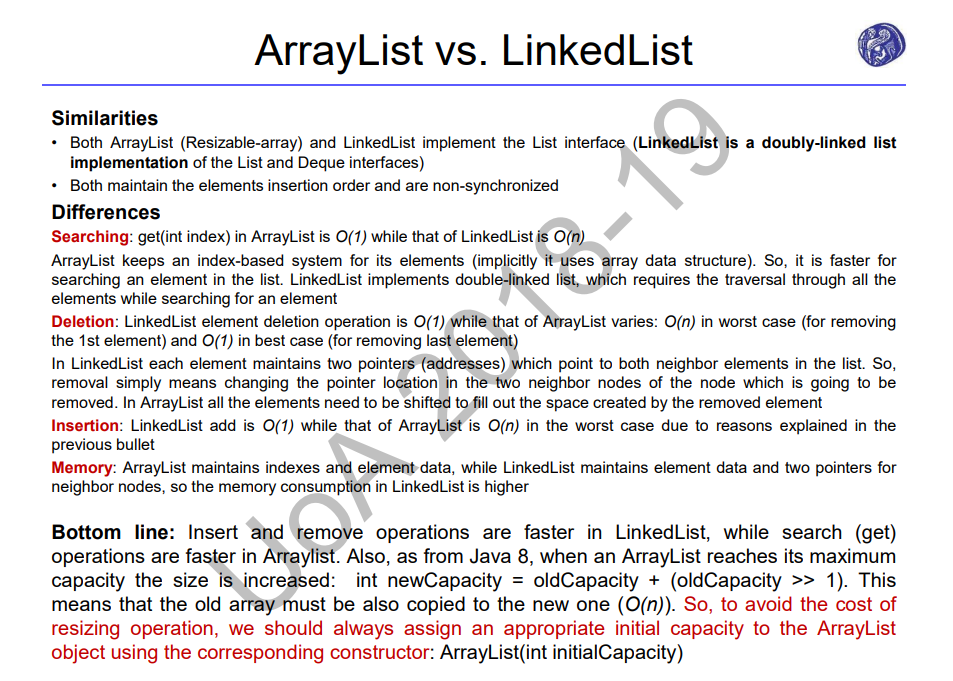 ArrayList vs. LinkedList
Similarities
• Both ArrayList (Resizable-array) and LinkedList implement the List interface (LinkedList is a doubly-linked list
implementation of the List and Deque interfaces)
• Both maintain the elements insertion order and are non-synchronized
Differences
Searching: get(int index) in ArrayList is O(1) while that of LinkedList is O(n)
ArrayList keeps an index-based system for its elements (implicitly it uses array data structure). So, it is faster for
searching an element in the list. LinkedList implements double-linked list, which requires the traversal through all the
elements while searching for an element
Deletion: LinkedList element deletion operation is O(1) while that of ArrayList varies: O(n) in worst case (for removing
the 1st element) and O(1) in best case (for removing last element)
In LinkedList each element maintains two pointers (addresses) which point to both neighbor elements in the list. So,
removal simply means changing the pointer location in the two neighbor nodes of the node which is going to be
removed. In ArrayList all the elements need to be shifted to fill out the space created by the removed element
Insertion: LinkedList add is O(1) while that of ArrayList is O(n) in the worst case due to reasons explained in the
previous bullet
Memory: ArrayList maintains indexes and element data, while LinkedList maintains element data and two pointers for
neighbor nodes, so the memory consumption in LinkedList is higher
Bottom line: Insert and remove operations are faster in LinkedList, while search (get)
operations are faster in Arraylist. Also, as from Java 8, when an ArrayList reaches its maximum
capacity the size is increased: int newCapacity = oldCapacity + (oldCapacity >> 1). This
means that the old array must be also copied to the new one (O(n)). So, to avoid the cost of
resizing operation, we should always assign an appropriate initial capacity to the ArrayList
object using the corresponding constructor: ArrayList(int initialCapacity)
UoA 2018-19